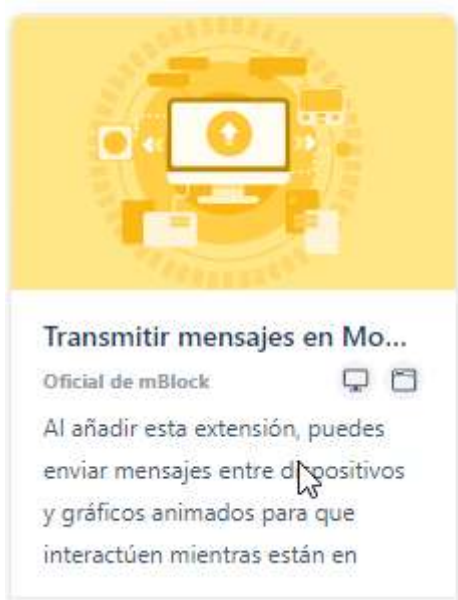 Transmitir mensajes en Mo...
Oficial de mBlock
Al añadir esta extensión, puedes
enviar mensajes entre dispositivos
y gráficos animados para que
interactúen mientras están en